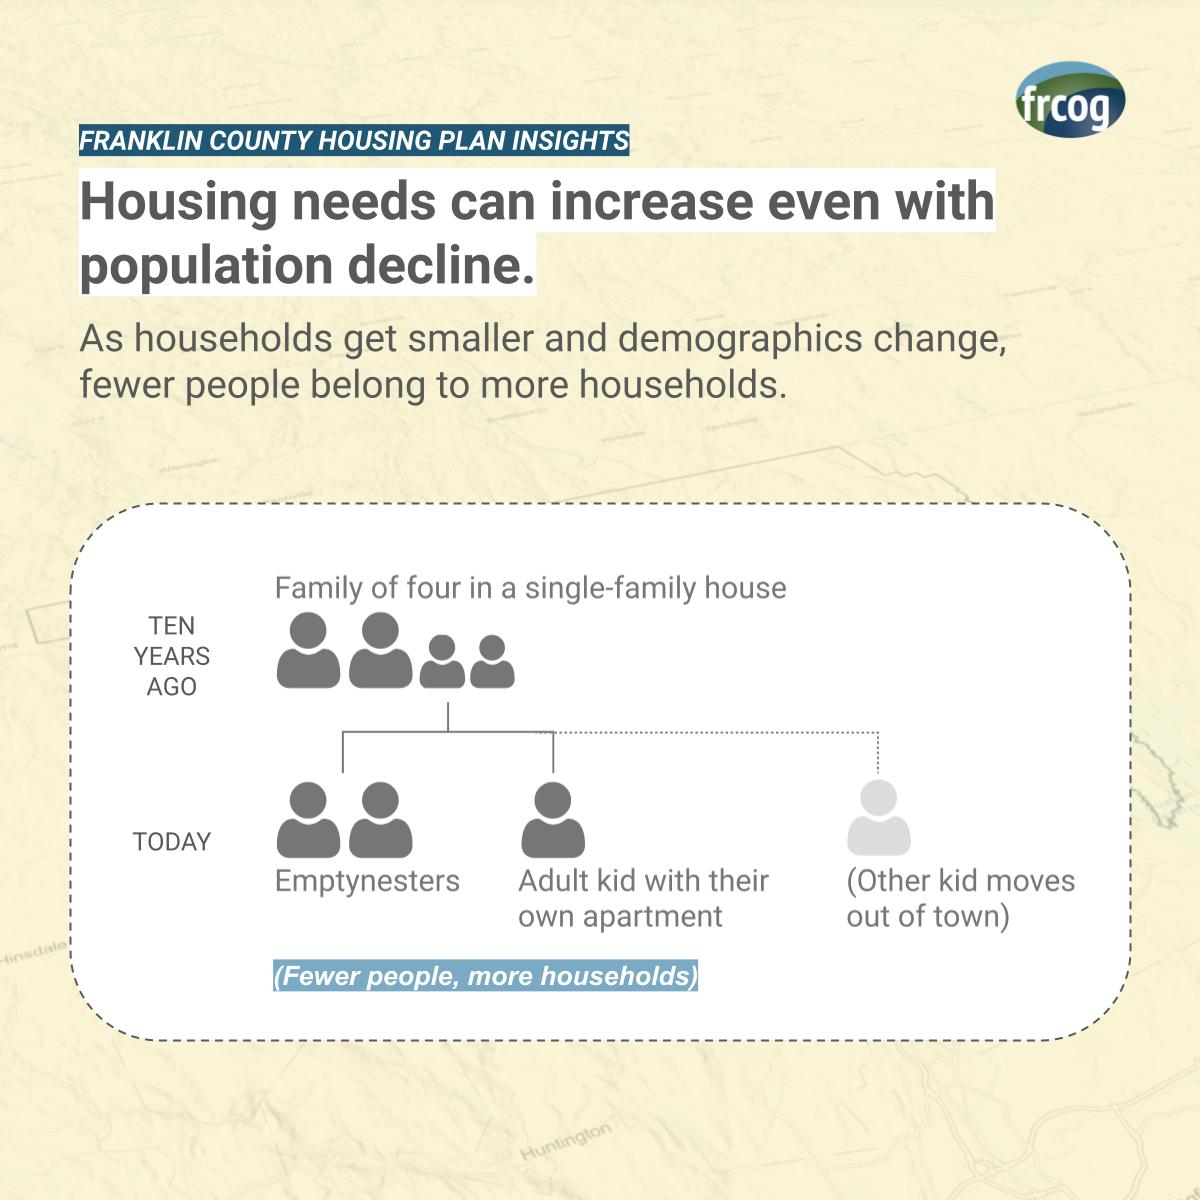 frcog
FRANKLIN COUNTY HOUSING PLAN INSIGHTS
Housing needs can increase even with
population decline.
As households get smaller and demographics change,
fewer people belong to more households.
Wilmington
Family of four in a single-family house
TEN
YEARS
AGO
TODAY
Emptynesters
Adult kid with their
own apartment
(Other kid moves
out of town)
Hinsdale
(Fewer people, more households)
Huntington